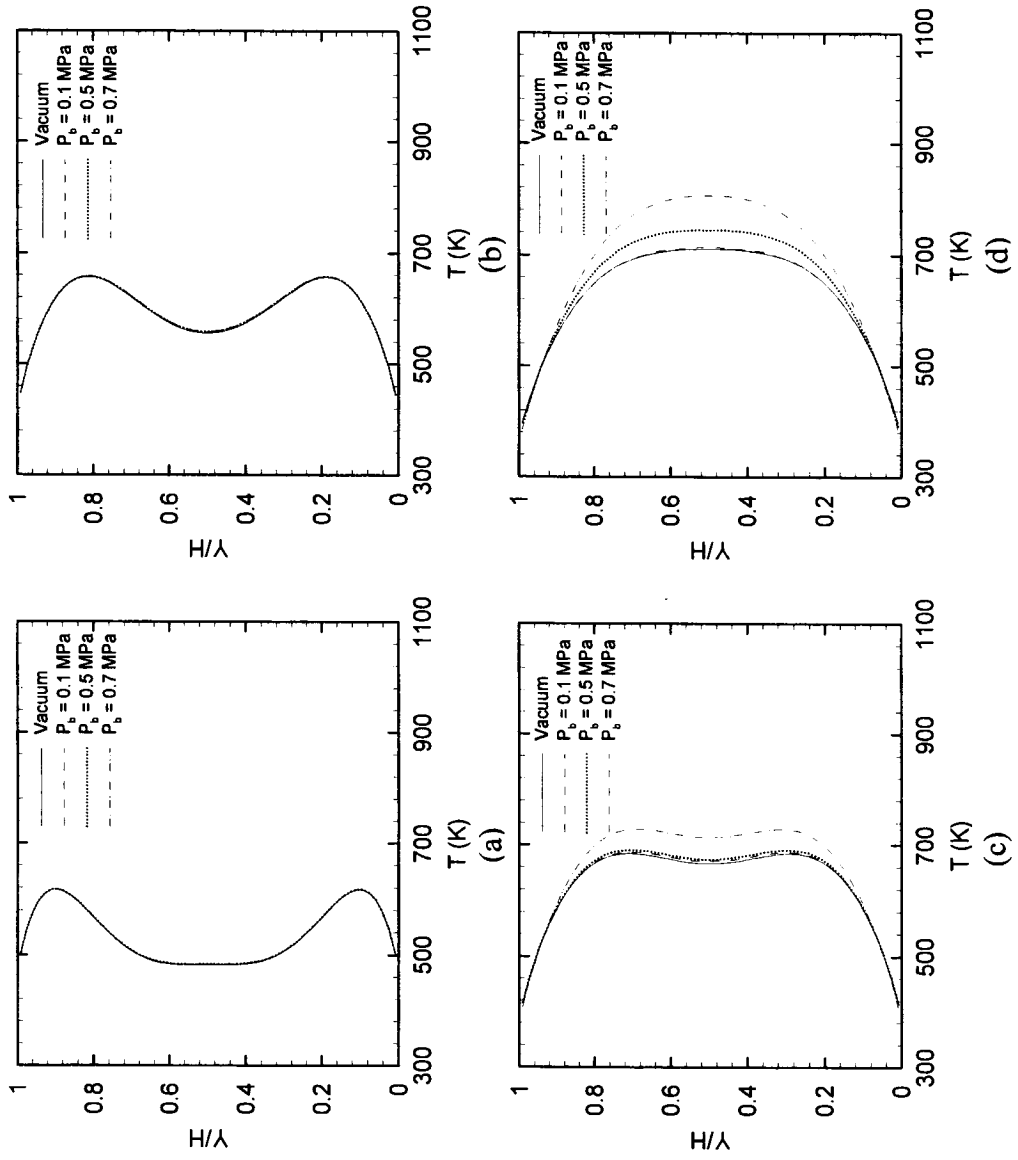 Vacuum
P_b = 0.1 MPa
P_b = 0.5 MPa
P_b = 0.7 MPa
1
0.8
0.6
0.4
0.2
0
Y/H
300
500
700
900
1100
T (K)
(a)
Vacuum
P_b = 0.1 MPa
P_b = 0.5 MPa
P_b = 0.7 MPa
1
0.8
0.6
0.4
0.2
0
Y/H
300
500
700
900
1100
T (K)
(b)
Vacuum
P_b = 0.1 MPa
P_b = 0.5 MPa
P_b = 0.7 MPa
1
0.8
0.6
0.4
0.2
0
Y/H
300
500
700
900
1100
T (K)
(c)
Vacuum
P_b = 0.1 MPa
P_b = 0.5 MPa
P_b = 0.7 MPa
1
0.8
0.6
0.4
0.2
0
Y/H
300
500
700
900
1100
T (K)
(d)